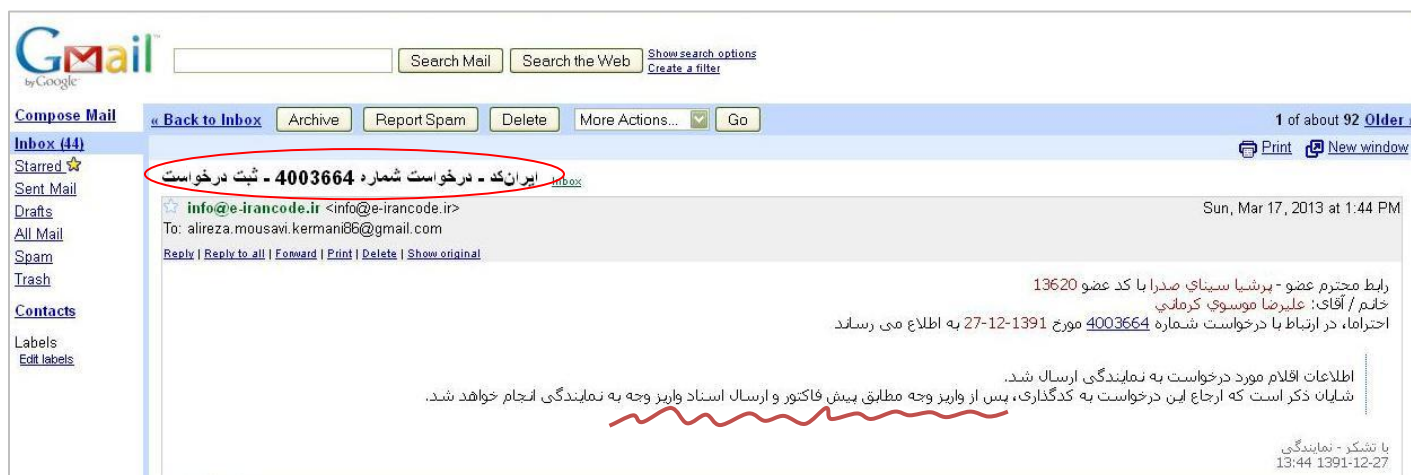 Gmail
by Google
Search Mail Search the Web Show search options
Create a filter
Compose Mail
Inbox (44)
Starred
Sent Mail
Drafts
All Mail
Spam
Trash
Contacts
Labels
Edit labels
« Back to Inbox Archive Report Spam Delete More Actions... Go 1 of about 92 Older
Print New window
ایران‌کد - درخواست شماره 4003664 - ثبت درخواست Inbox
info@e-irancode.ir <info@e-irancode.ir> Sun, Mar 17, 2013 at 1:44 PM
To: alireza.mousavi.kermani86@gmail.com
Reply | Reply to all | Forward | Print | Delete | Show original
رابط محترم عضو - پرشيا سيناي صدرا با کد عضو 13620
خانم / آقای: عليرضا موسوي کرماني
احتراما، در ارتباط با درخواست شماره 4003664 مورخ 1391-12-27 به اطلاع می رساند
اطلاعات اقلام مورد درخواست به نمایندگی ارسال شد.
شایان ذکر است که ارجاع این درخواست به کدگذاری، پس از واریز وجه مطابق پیش فاکتور و ارسال اسناد واریز وجه به نمایندگی انجام خواهد شد.
با تشکر - نمایندگی
1391-12-27 13:44